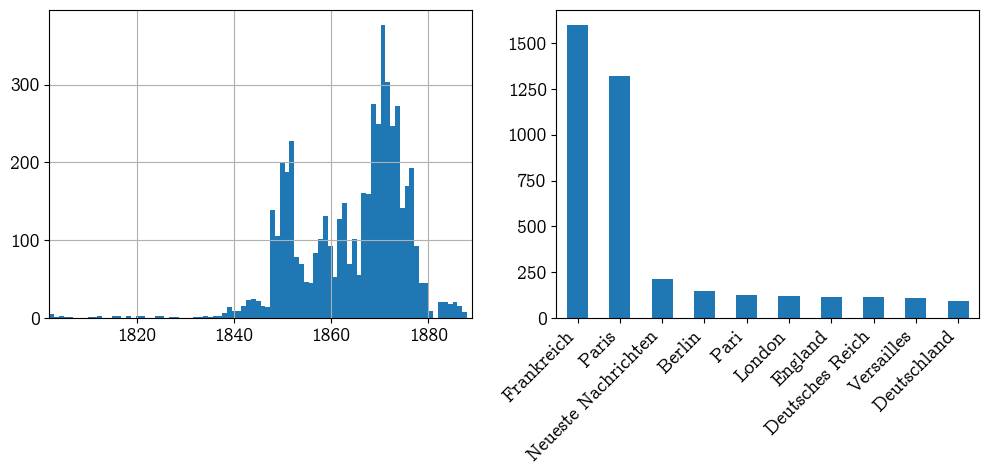 300
200
100
0
1820 1840 1860 1880
1500
1250
1000
750
500
250
0
Frankreich
Paris
Neueste Nachrichten
Berlin
Pari
London
England
Deutsches Reich
Versailles
Deutschland